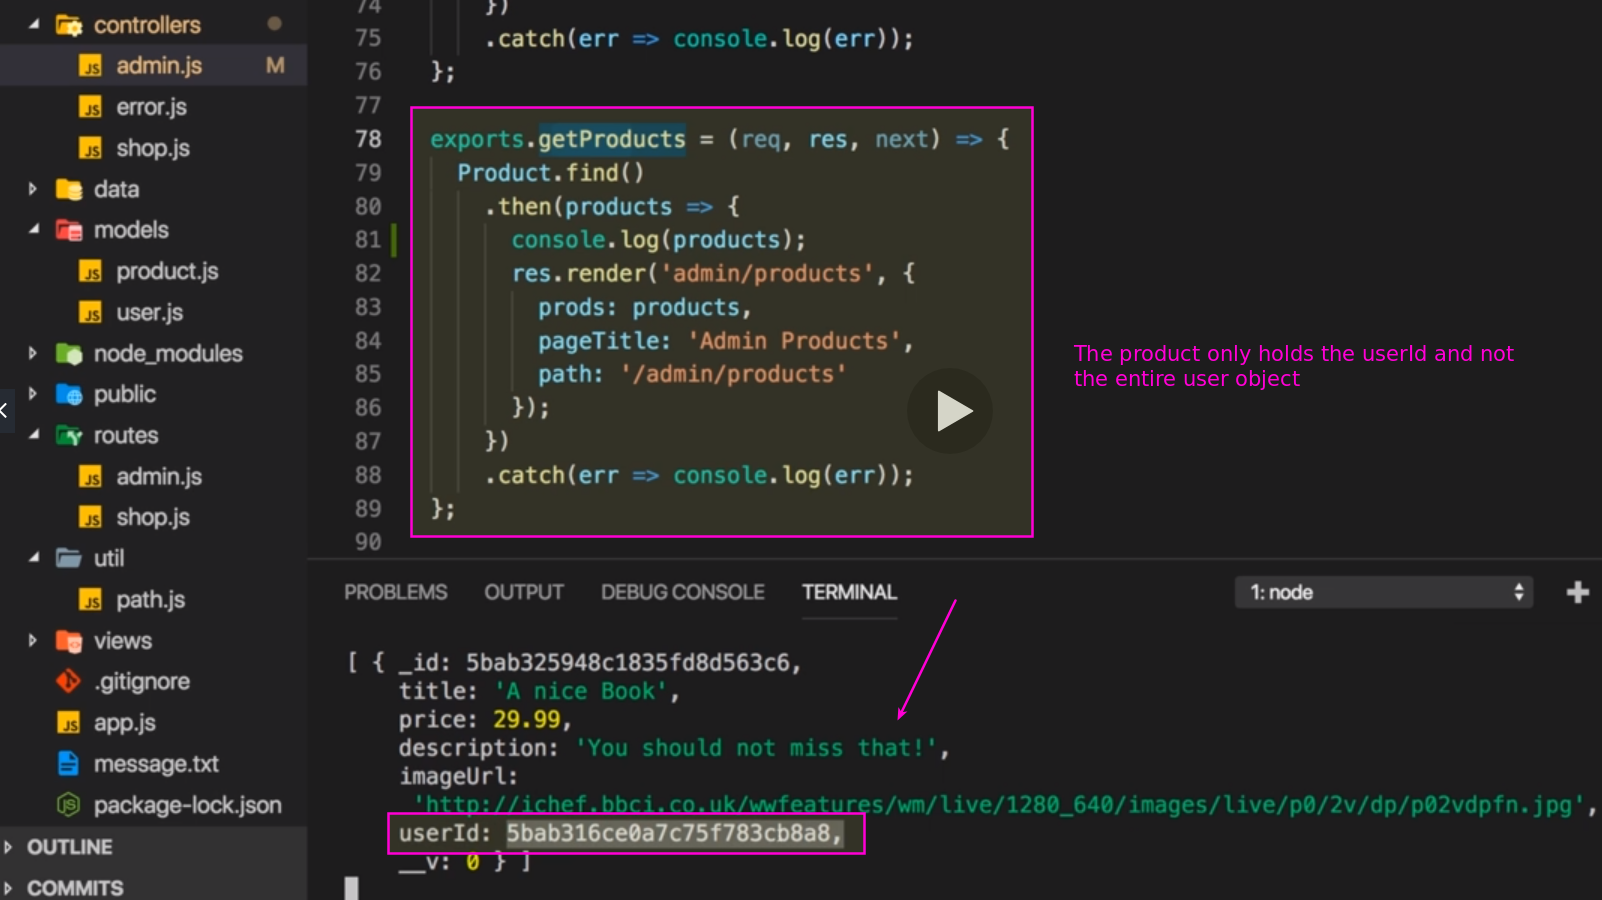 controllers
admin.js M
error.js
shop.js
data
models
product.js
user.js
node_modules
public
routes
admin.js
shop.js
util
path.js
views
.gitignore
app.js
message.txt
package-lock.json
OUTLINE
COMMITS
74 })
75 .catch(err => console.log(err));
76 };
77
78 exports.getProducts = (req, res, next) => {
79 Product.find()
80 .then(products => {
81 console.log(products);
82 res.render('admin/products', {
83 prods: products,
84 pageTitle: 'Admin Products',
85 path: '/admin/products'
86 });
87 })
88 .catch(err => console.log(err));
89 };
90
The product only holds the userId and not
the entire user object
PROBLEMS OUTPUT DEBUG CONSOLE TERMINAL 1: node
[ { _id: 5bab325948c1835fd8d563c6,
title: 'A nice Book',
price: 29.99,
description: 'You should not miss that!',
imageUrl:
'http://ichef.bbci.co.uk/wwfeatures/wm/live/1280_640/images/live/p0/2v/dp/p02vdpfn.jpg',
userId: 5bab316ce0a7c75f783cb8a8,
__v: 0 } ]